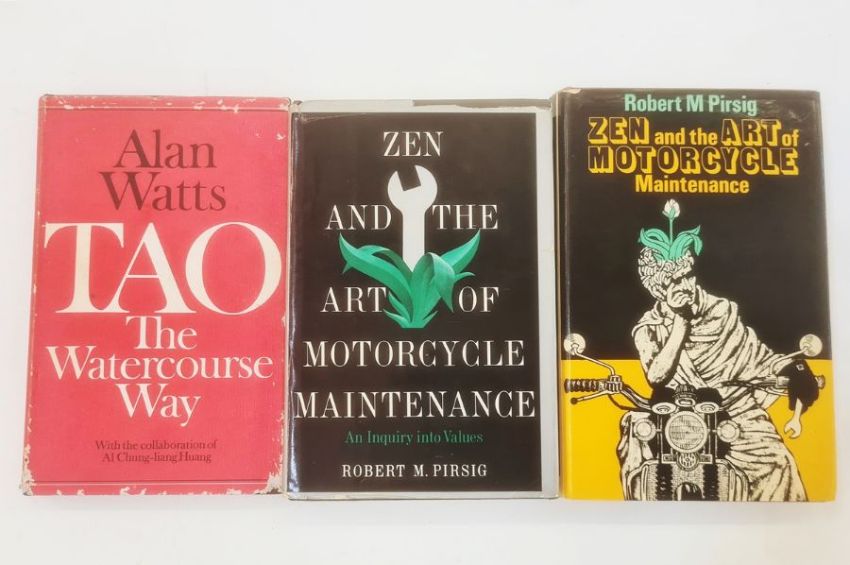 Alan
Watts
TAO
The
Watercourse
Way
With the collaboration of
Al Chung-liang Huang
ZEN
AND THE
ART OF
MOTORCYCLE
MAINTENANCE
An Inquiry into Values
ROBERT M. PIRSIG
Robert M Pirsig
ZEN and the ART of
MOTORCYCLE
Maintenance